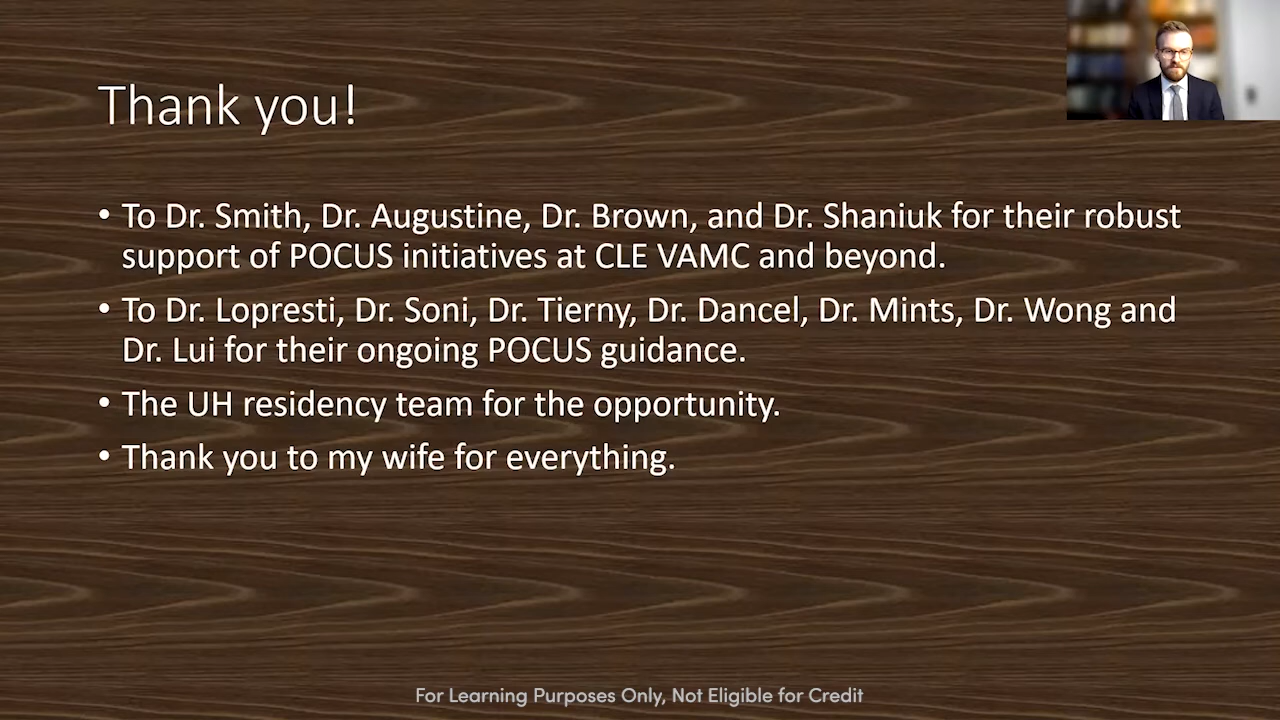 Thank you!
• To Dr. Smith, Dr. Augustine, Dr. Brown, and Dr. Shaniuk for their robust
support of POCUS initiatives at CLE VAMC and beyond.
• To Dr. Lopresti, Dr. Soni, Dr. Tierny, Dr. Dancel, Dr. Mints, Dr. Wong and
Dr. Lui for their ongoing POCUS guidance.
• The UH residency team for the opportunity.
• Thank you to my wife for everything.
For Learning Purposes Only, Not Eligible for Credit